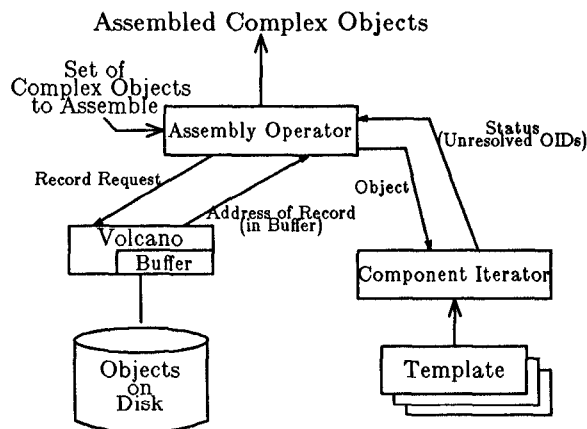 Assembled Complex Objects
Set of
Complex Objects
to Assemble
Assembly Operator
Status
(Unresolved OIDs)
Record Request
Object
Address of Record
(in Buffer)
Volcano
Buffer
Component Iterator
Objects
on
Disk
Template